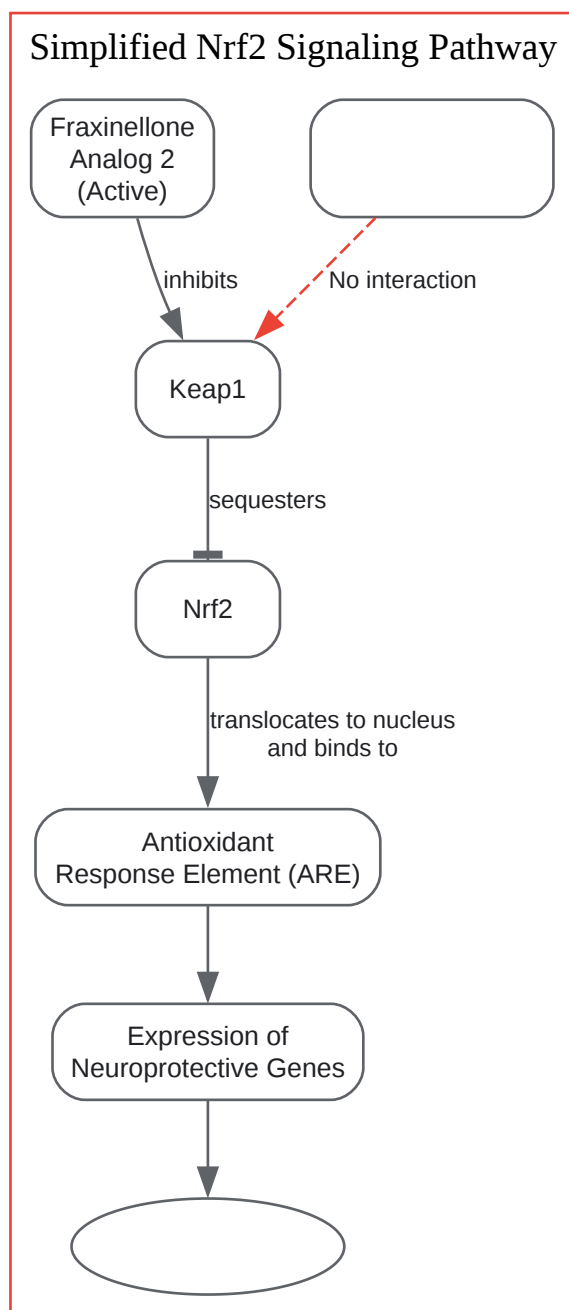 Simplified Nrf2 Signaling Pathway
Fraxinellone
Analog 2
(Active)
inhibits
No interaction
Keap1
sequesters
Nrf2
translocates to nucleus
and binds to
Antioxidant
Response Element (ARE)
Expression of
Neuroprotective Genes